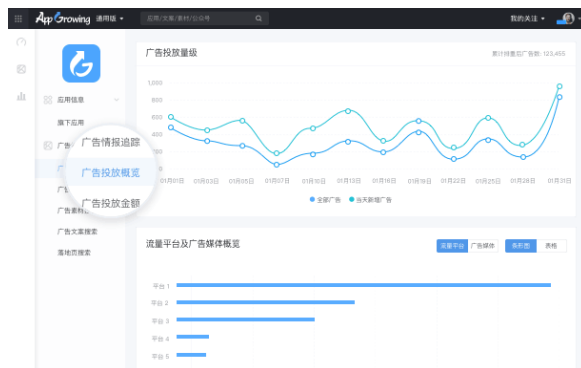 App Growing 通用版
应用/文案/素材/公众号
我的关注
广告投放量级
累计排重后广告数: 123,455
应用信息
旗下应用
广告情报追踪
广告投放概览
广告投放金额
广告文案搜索
落地页搜索
1,000
800
600
400
200
0
01月01日 01月03日 01月05日 01月07日 01月10日 01月13日 01月16日 01月19日 01月22日 01月25日 01月28日 01月31日
全部广告 当天新增广告
流量平台及广告媒体概览
流量平台 广告媒体 条形图 表格
平台 1
平台 2
平台 3
平台 4
平台 5